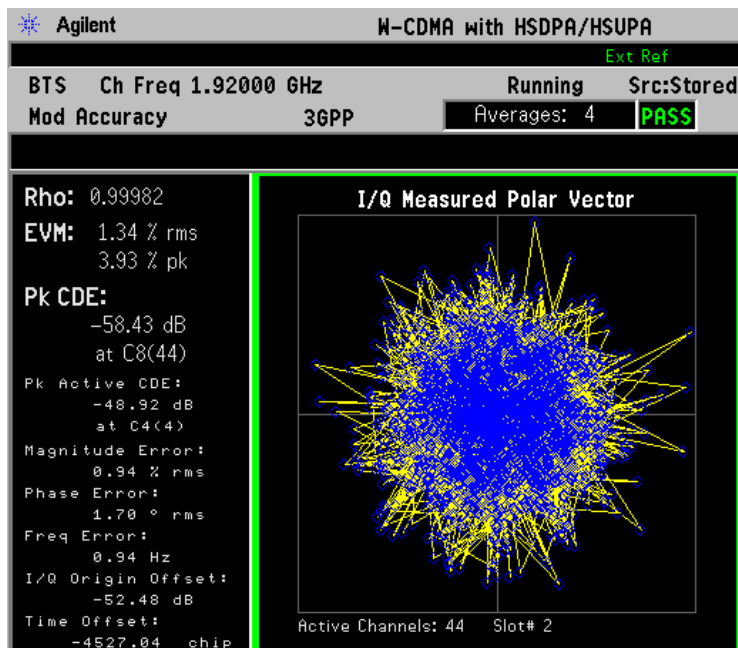 Agilent W-CDMA with HSDPA/HSUPA
Ext Ref
BTS Ch Freq 1.92000 GHz Running Src:Stored
Mod Accuracy 3GPP Averages: 4 PASS
Rho: 0.99982
EVM: 1.34 % rms
3.93 % pk
Pk CDE:
-58.43 dB
at C8(44)
Pk Active CDE:
-48.92 dB
at C4(4)
Magnitude Error:
0.94 % rms
Phase Error:
1.70 ° rms
Freq Error:
0.94 Hz
I/Q Origin Offset:
-52.48 dB
Time Offset:
-4527.04 chip
I/Q Measured Polar Vector
Active Channels: 44 Slot# 2